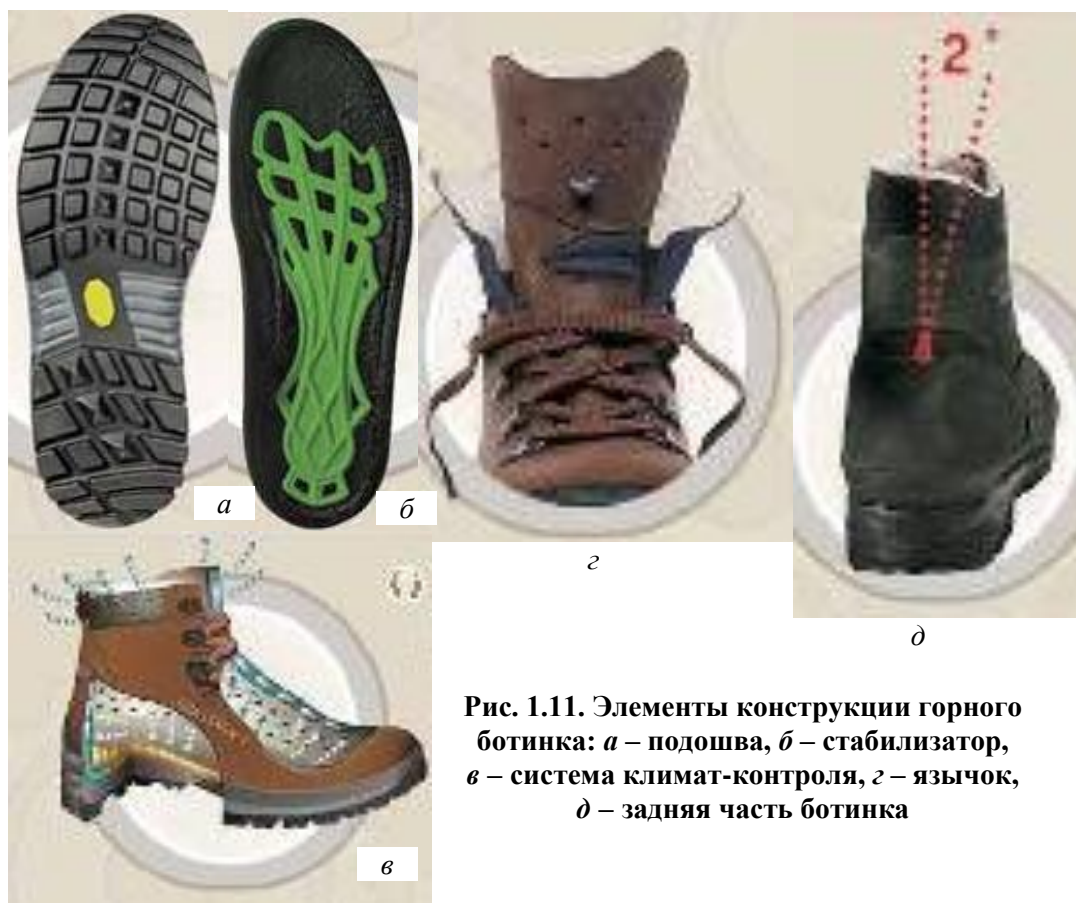 2
а
б
г
д
в
Рис. 1.11. Элементы конструкции горного
ботинка: а – подошва, б – стабилизатор,
в – система климат-контроля, г – язычок,
д – задняя часть ботинка